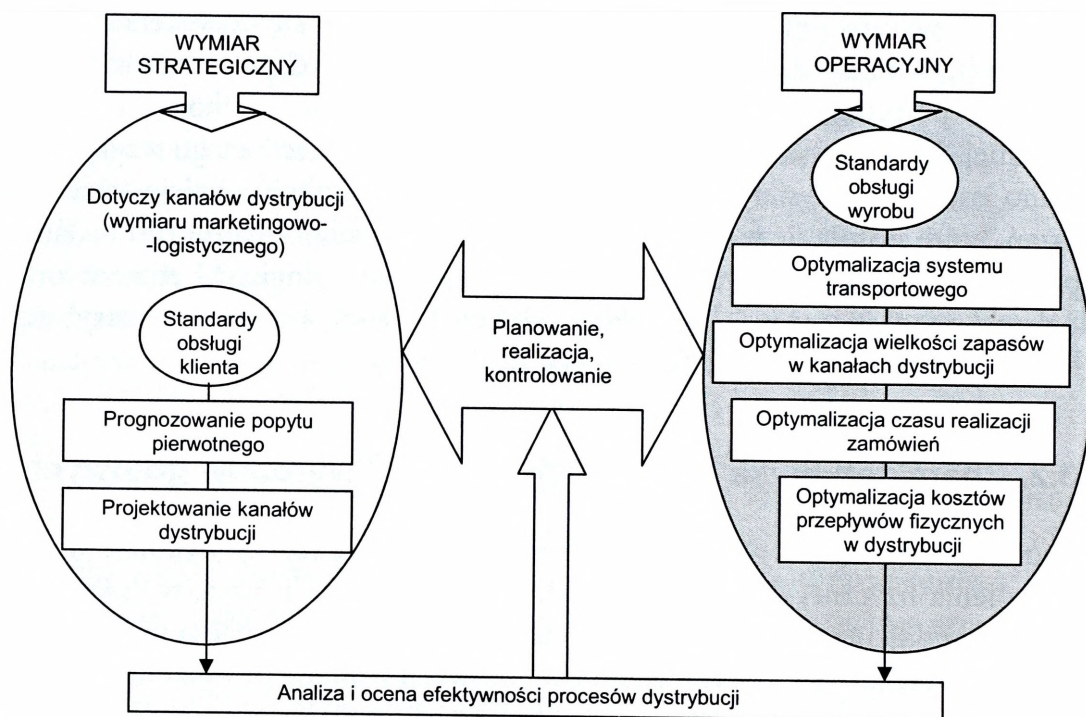 WYMIAR
STRATEGICZNY
Dotyczy kanałów dystrybucji
(wymiaru marketingowo-
-logistycznego)
Standardy
obsługi
klienta
Prognozowanie popytu
pierwotnego
Projektowanie kanałów
dystrybucji
Planowanie,
realizacja,
kontrolowanie
WYMIAR
OPERACYJNY
Standardy
obsługi
wyrobu
Optymalizacja systemu
transportowego
Optymalizacja wielkości zapasów
w kanałach dystrybucji
Optymalizacja czasu realizacji
zamówień
Optymalizacja kosztów
przepływów fizycznych
w dystrybucji
Analiza i ocena efektywności procesów dystrybucji